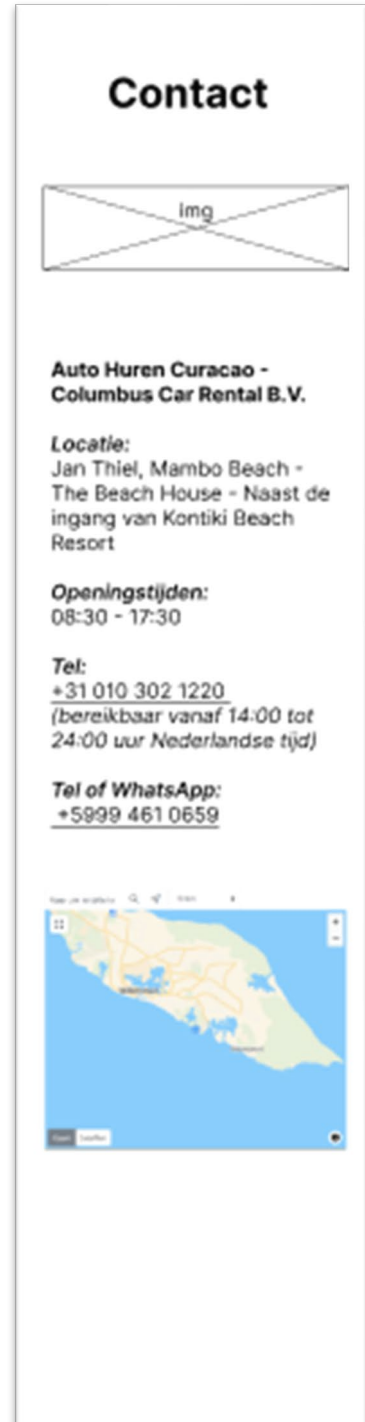 Contact
img
Auto Huren Curacao -
Columbus Car Rental B.V.
Locatie:
Jan Thiel, Mambo Beach -
The Beach House - Naast de
ingang van Kontiki Beach
Resort
Openingstijden:
08:30 - 17:30
Tel:
+31 010 302 1220
(bereikbaar vanaf 14:00 tot
24:00 uur Nederlandse tijd)
Tel of WhatsApp:
+5999 461 0659